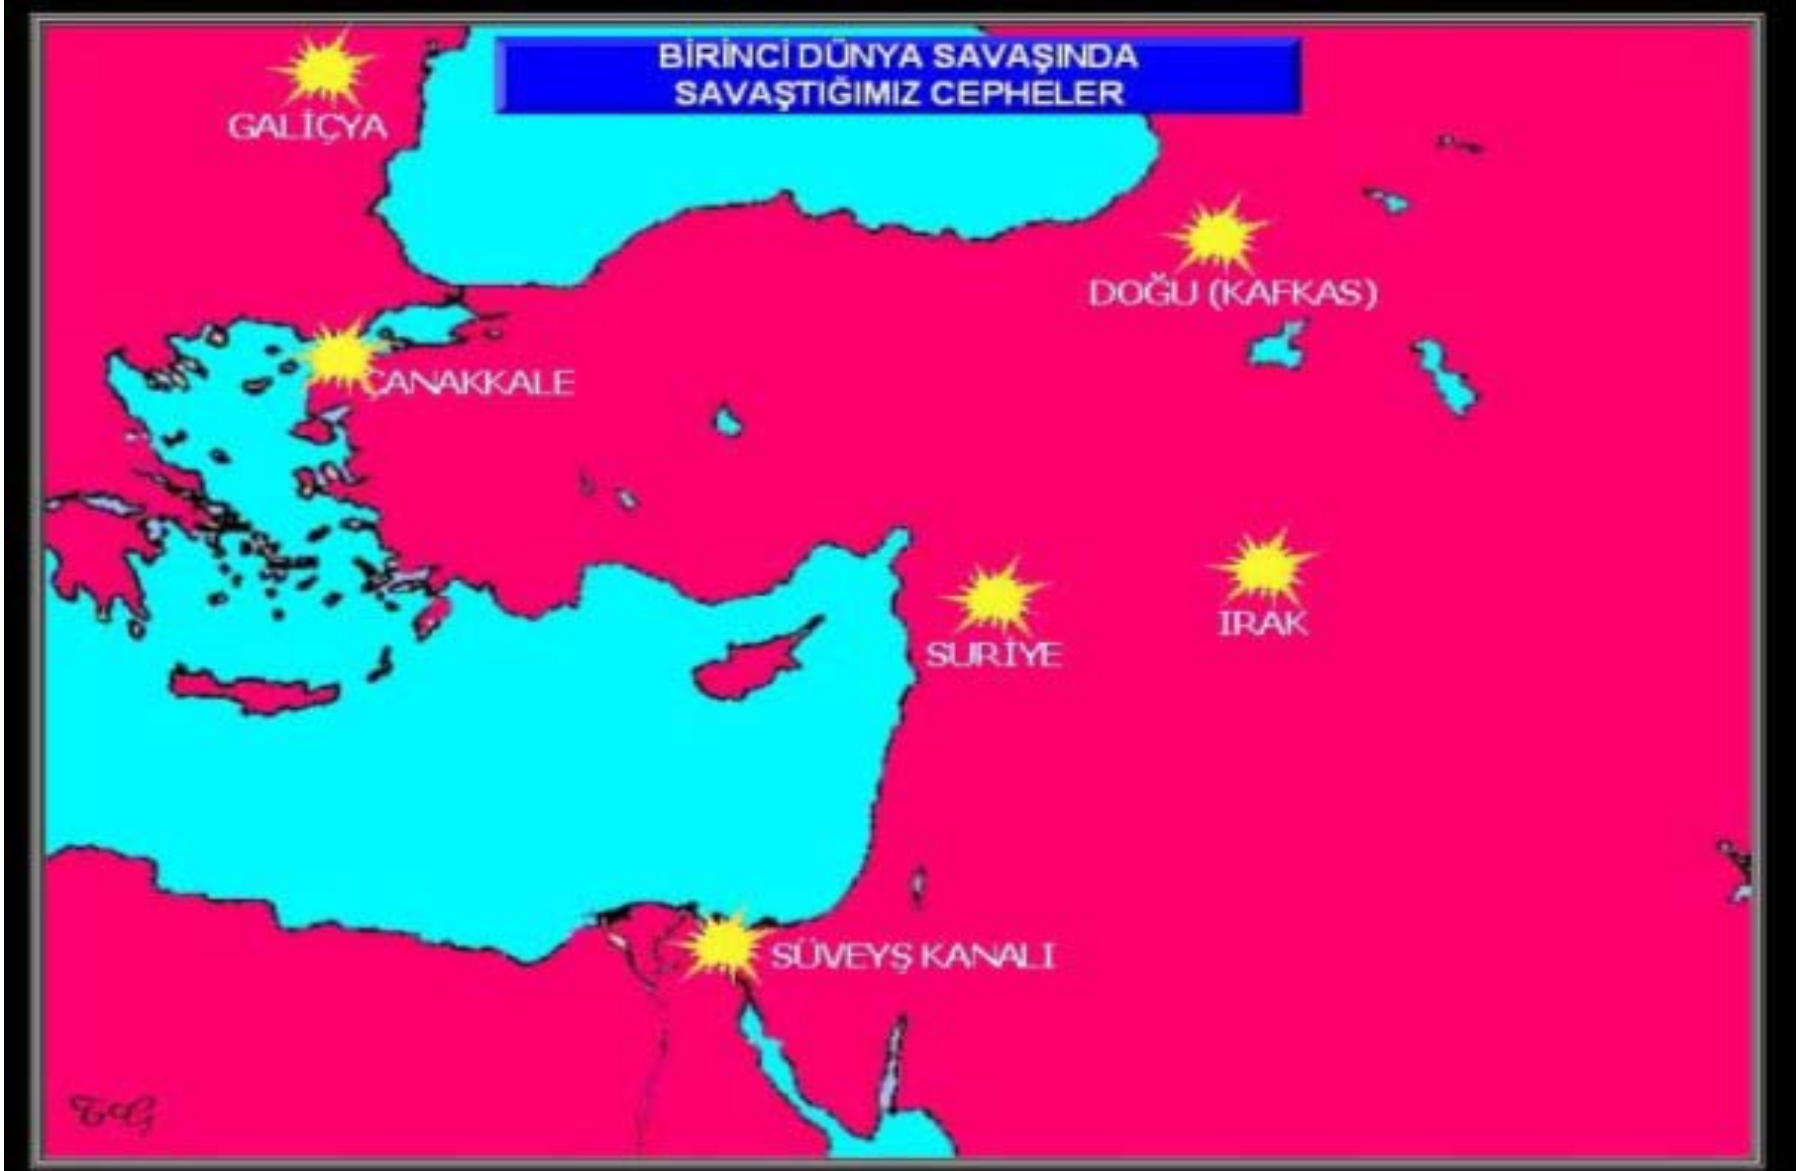 BİRİNCİ DÜNYA SAVAŞINDA
SAVAŞTIĞIMIZ CEPHELER
GALİÇYA
DOĞU (KAFKAS)
ÇANAKKALE
IRAK
SURİYE
SÜVEYŞ KANALI